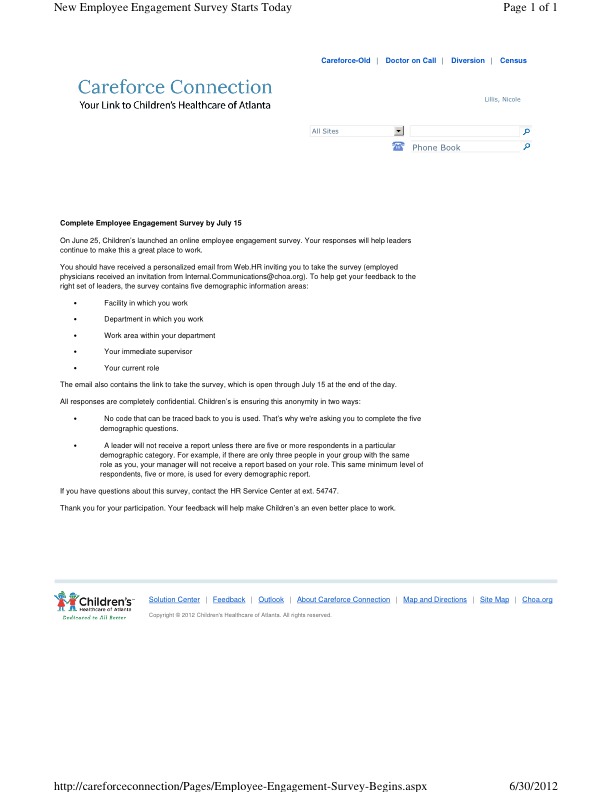 New Employee Engagement Survey Starts Today Page 1 of 1
Careforce-Old | Doctor on Call | Diversion | Census
Careforce Connection
Your Link to Children's Healthcare of Atlanta
Lillis, Nicole
All Sites
Phone Book
Complete Employee Engagement Survey by July 15
On June 25, Children's launched an online employee engagement survey. Your responses will help leaders
continue to make this a great place to work.
You should have received a personalized email from Web.HR inviting you to take the survey (employed
physicians received an invitation from Internal.Communications@choa.org). To help get your feedback to the
right set of leaders, the survey contains five demographic information areas:
• Facility in which you work
• Department in which you work
• Work area within your department
• Your immediate supervisor
• Your current role
The email also contains the link to take the survey, which is open through July 15 at the end of the day.
All responses are completely confidential. Children's is ensuring this anonymity in two ways:
• No code that can be traced back to you is used. That's why we're asking you to complete the five
demographic questions.
• A leader will not receive a report unless there are five or more respondents in a particular
demographic category. For example, if there are only three people in your group with the same
role as you, your manager will not receive a report based on your role. This same minimum level of
respondents, five or more, is used for every demographic report.
If you have questions about this survey, contact the HR Service Center at ext. 54747.
Thank you for your participation. Your feedback will help make Children's an even better place to work.
Children's
Healthcare of Atlanta
Dedicated to All Better
Solution Center | Feedback | Outlook | About Careforce Connection | Map and Directions | Site Map | Choa.org
Copyright © 2012 Children's Healthcare of Atlanta. All rights reserved.
http://careforceconnection/Pages/Employee-Engagement-Survey-Begins.aspx 6/30/2012